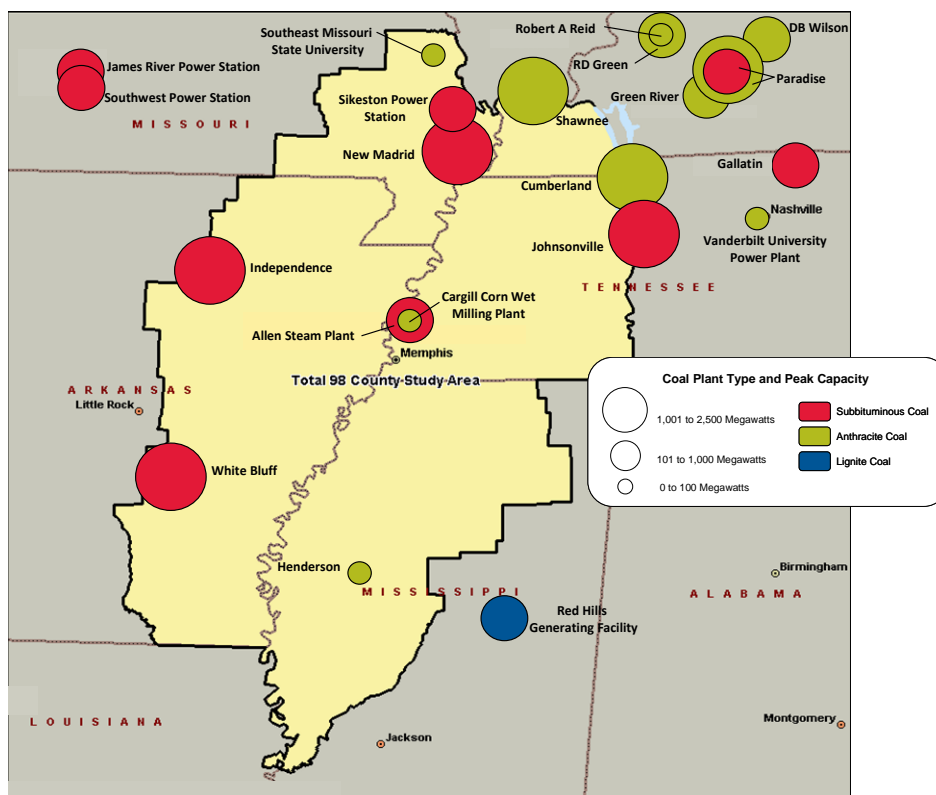 Southeast Missouri
State University
Robert A Reid
DB Wilson
RD Green
James River Power Station
Paradise
Southwest Power Station
Sikeston Power
Station
Green River
MISSOURI
Shawnee
New Madrid
Gallatin
Cumberland
Nashville
Johnsonville
Vanderbilt University
Power Plant
Independence
TENNESSEE
Cargill Corn Wet
Milling Plant
Allen Steam Plant
Memphis
Total 98 County Study Area
Coal Plant Type and Peak Capacity
ARKANSAS
Little Rock
1,001 to 2,500 Megawatts
Subbituminous Coal
Anthracite Coal
101 to 1,000 Megawatts
Lignite Coal
0 to 100 Megawatts
White Bluff
Henderson
Birmingham
MISSISSIPPI
ALABAMA
Red Hills
Generating Facility
LOUISIANA
Montgomery
Jackson